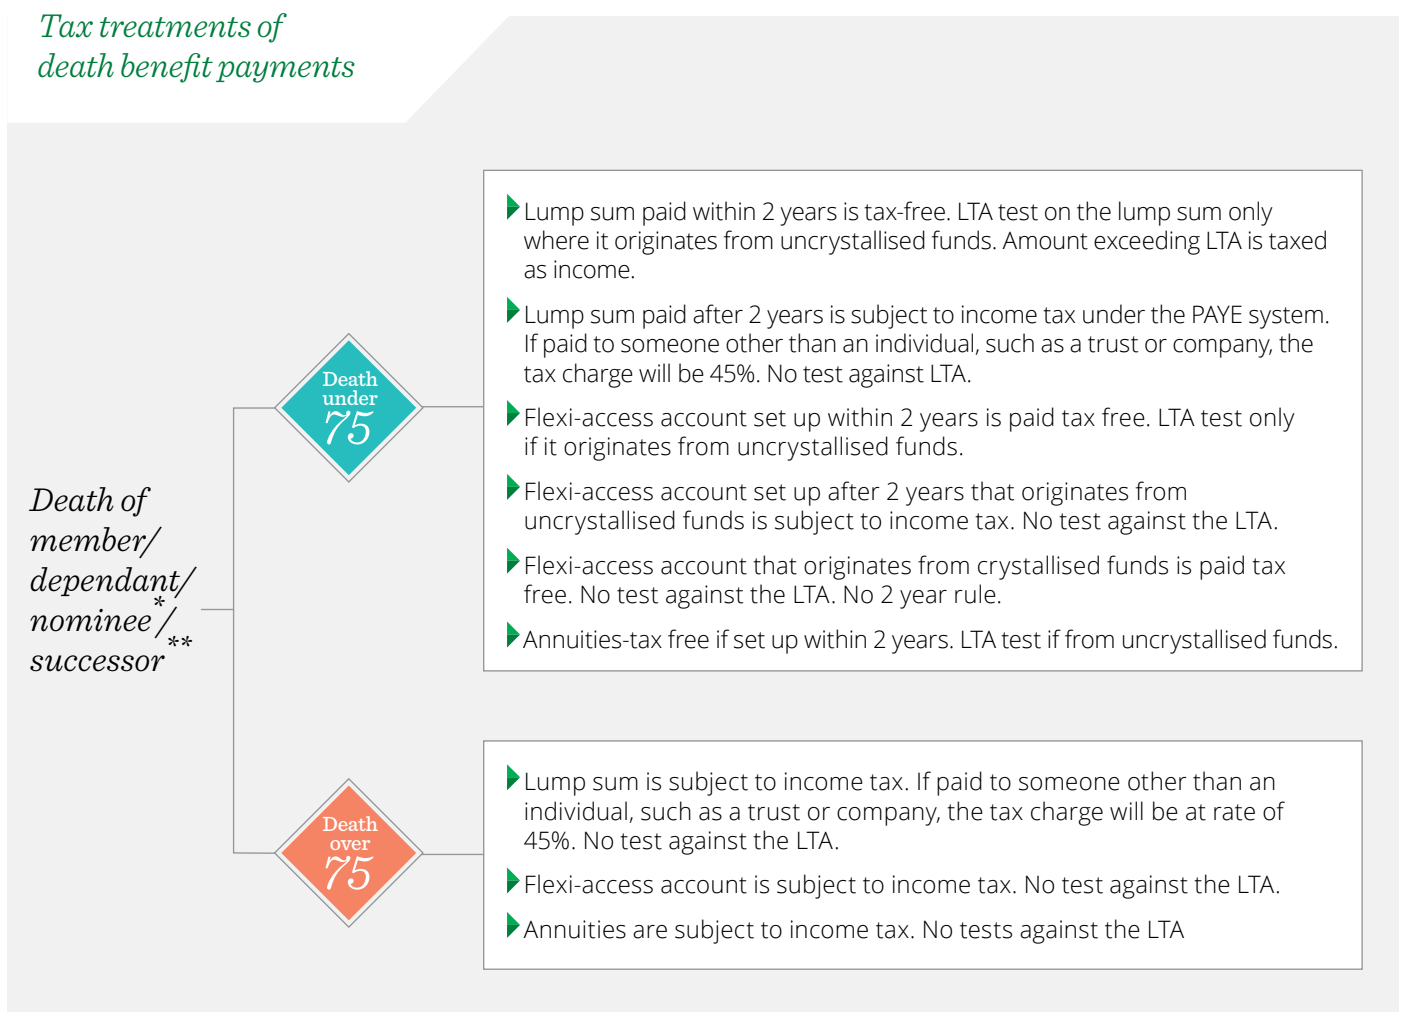 Tax treatments of
death benefit payments
Death of
member/
dependant/
nominee*/
successor**
Death
under
75
Lump sum paid within 2 years is tax-free. LTA test on the lump sum only
where it originates from uncrystallised funds. Amount exceeding LTA is taxed
as income.
Lump sum paid after 2 years is subject to income tax under the PAYE system.
If paid to someone other than an individual, such as a trust or company, the
tax charge will be 45%. No test against LTA.
Flexi-access account set up within 2 years is paid tax free. LTA test only
if it originates from uncrystallised funds.
Flexi-access account set up after 2 years that originates from
uncrystallised funds is subject to income tax. No test against the LTA.
Flexi-access account that originates from crystallised funds is paid tax
free. No test against the LTA. No 2 year rule.
Annuities-tax free if set up within 2 years. LTA test if from uncrystallised funds.
Death
over
75
Lump sum is subject to income tax. If paid to someone other than an
individual, such as a trust or company, the tax charge will be at rate of
45%. No test against the LTA.
Flexi-access account is subject to income tax. No test against the LTA.
Annuities are subject to income tax. No tests against the LTA